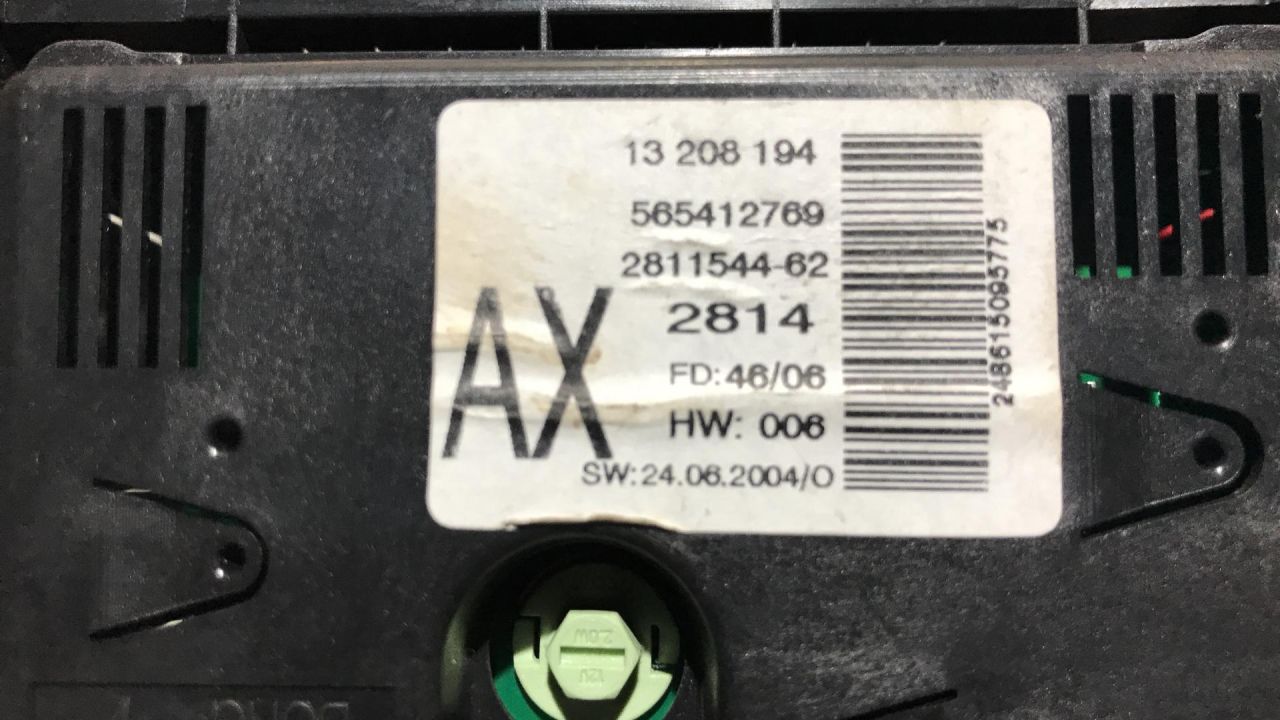 13 208 194
565412769
2811544-62
AX
2814
FD: 46/06
HW: 006
SW:24.06.2004/O
248615095775
2.0W
12V